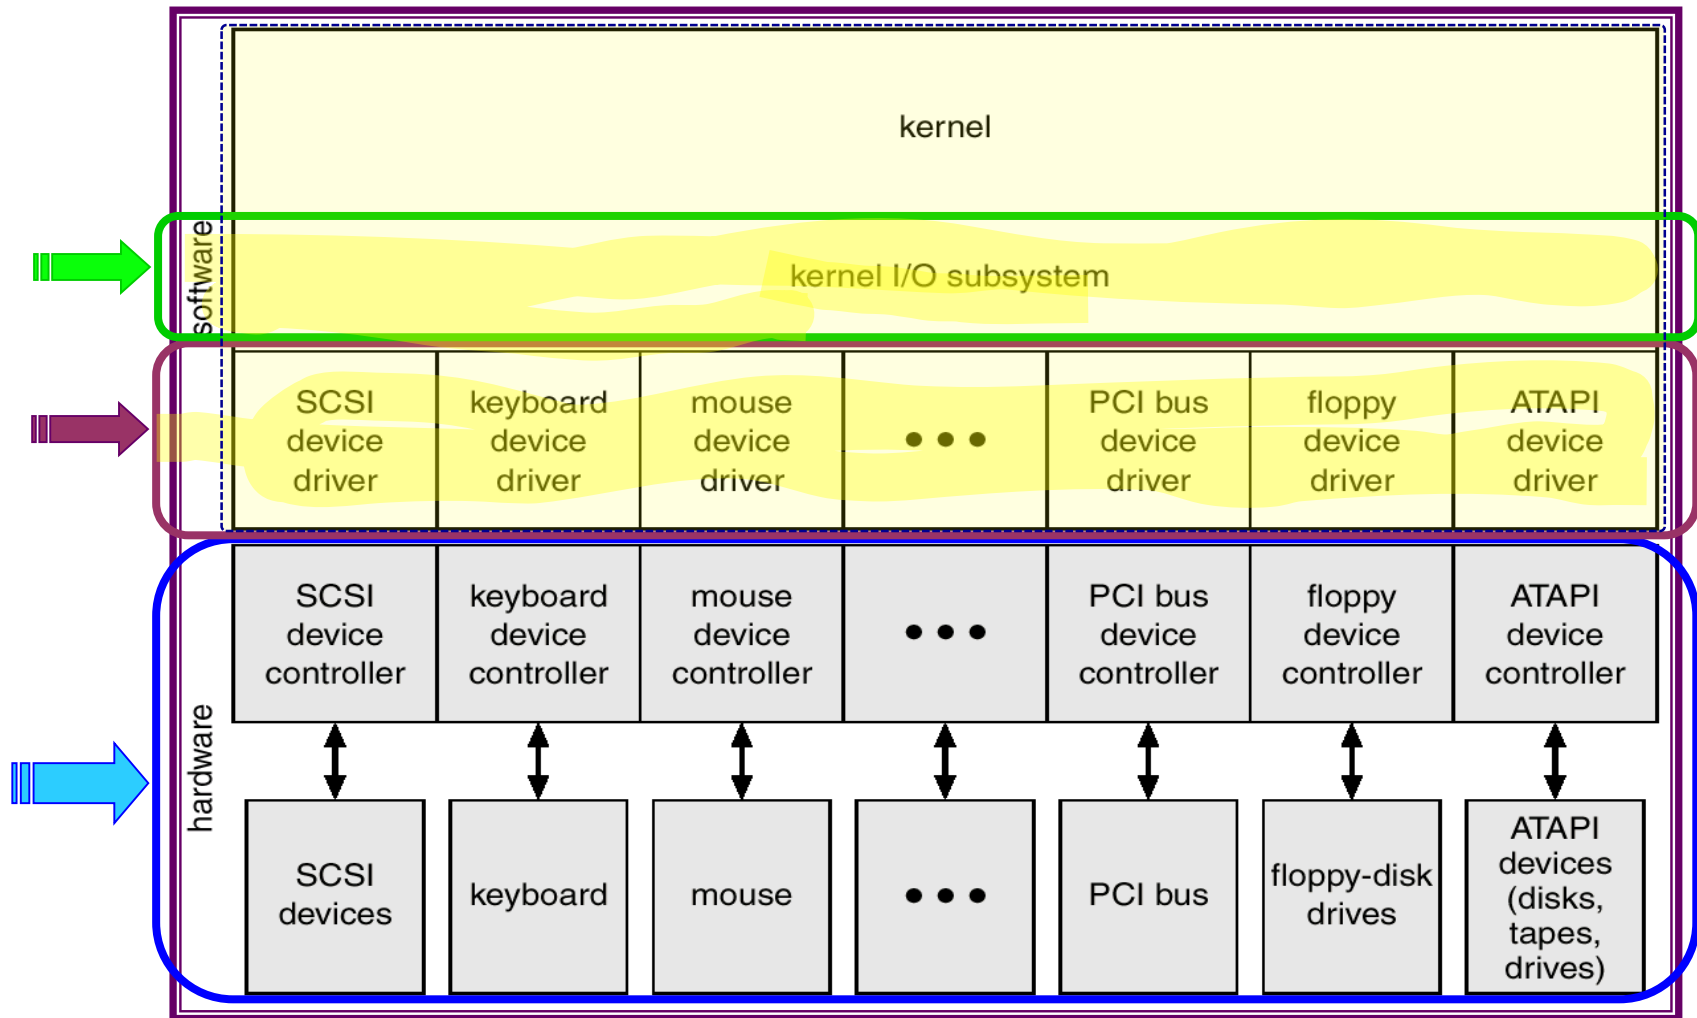 kernel
software
kernel I/O subsystem
SCSI
device
driver
keyboard
device
driver
mouse
device
driver
PCI bus
device
driver
floppy
device
driver
ATAPI
device
driver
hardware
SCSI
device
controller
keyboard
device
controller
mouse
device
controller
PCI bus
device
controller
floppy
device
controller
ATAPI
device
controller
SCSI
devices
keyboard
mouse
PCI bus
floppy-disk
drives
ATAPI
devices
(disks,
tapes,
drives)